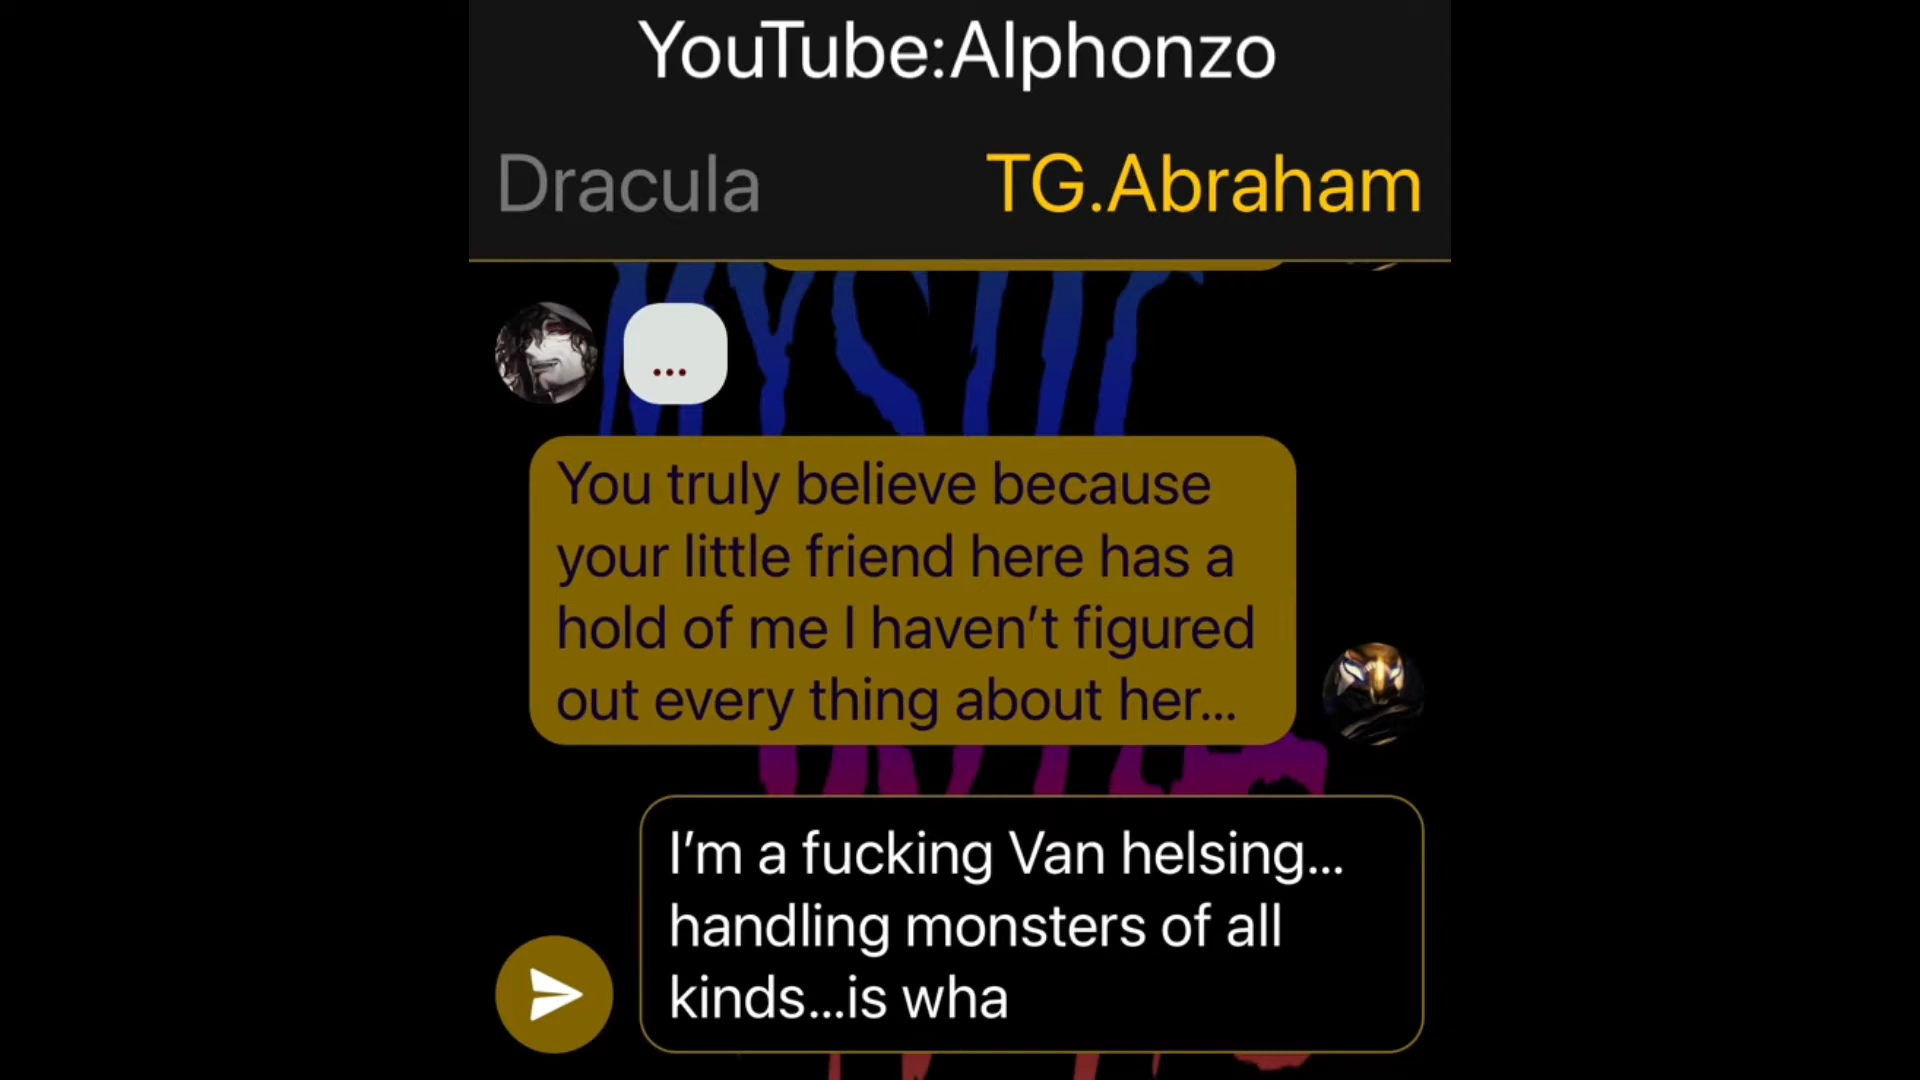 YouTube:Alphonzo
Dracula
TG.Abraham
MYSTIC
...
You truly believe because
your little friend here has a
hold of me I haven’t figured
out every thing about her...
I’m a fucking Van helsing...
handling monsters of all
kinds...is wha